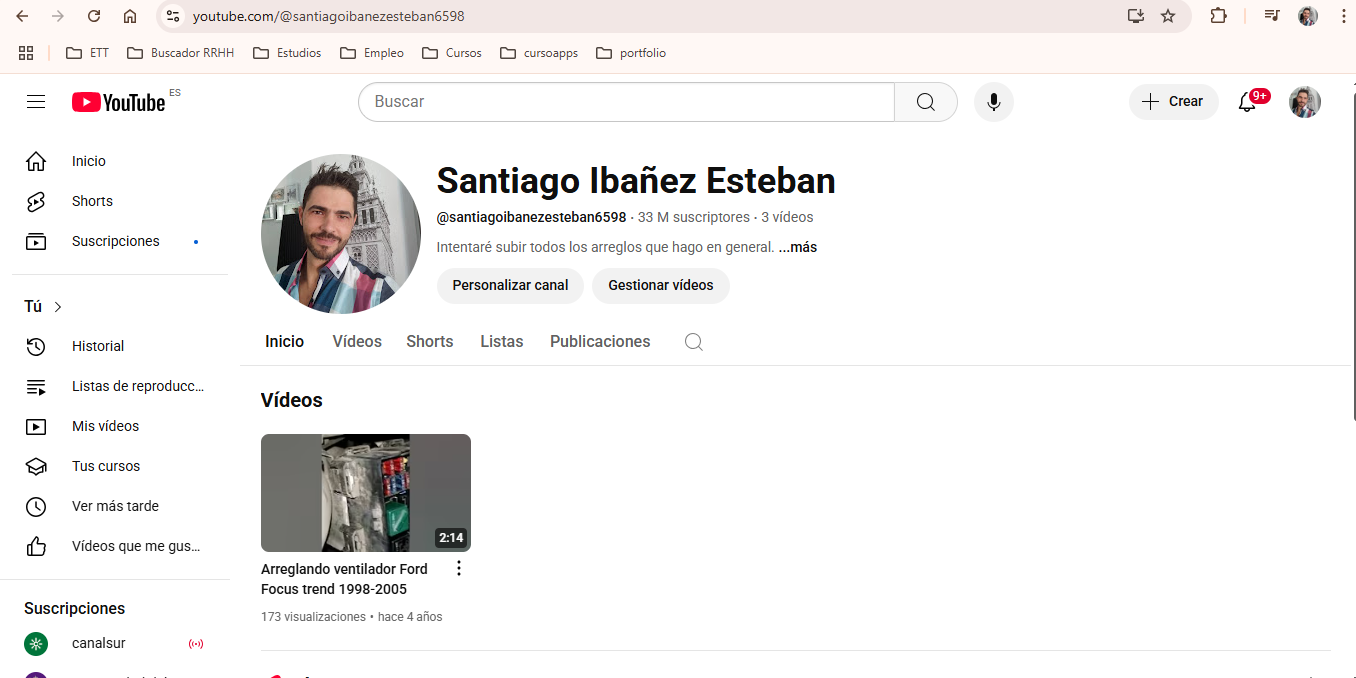 youtube.com/@santiagoibanezesteban6598
ETT Buscador RRHH Estudios Empleo Cursos cursoapps portfolio
YouTube ES Buscar Crear 9+
Inicio
Shorts
Suscripciones
Tú
Historial
Listas de reproducc...
Mis vídeos
Tus cursos
Ver más tarde
Vídeos que me gus...
Suscripciones
canalsur
Santiago Ibañez Esteban
@santiagoibanezesteban6598 · 33 M suscriptores · 3 vídeos
Intentaré subir todos los arreglos que hago en general. ...más
Personalizar canal Gestionar vídeos
Inicio Vídeos Shorts Listas Publicaciones
Vídeos
2:14
Arreglando ventilador Ford
Focus trend 1998-2005
173 visualizaciones • hace 4 años